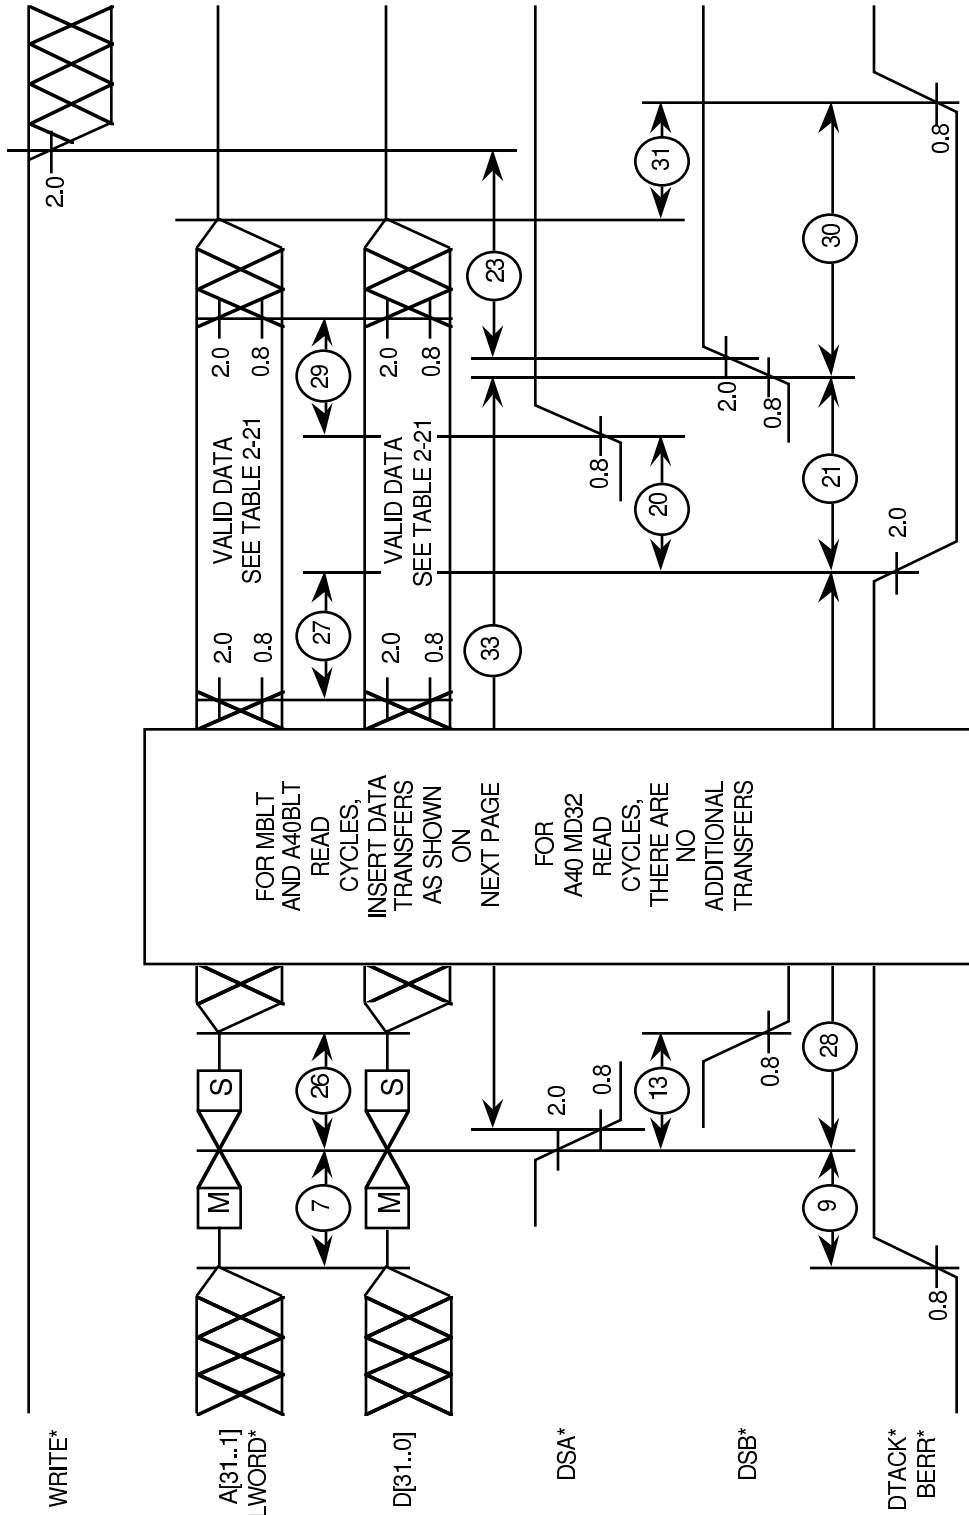 WRITE*
2.0
A[31..1]
LWORD*
M
S
2.0
0.8
VALID DATA
SEE TABLE 2-21
2.0
0.8
7
26
27
29
D[31..0]
M
S
2.0
0.8
VALID DATA
SEE TABLE 2-21
2.0
0.8
33
23
FOR MBLT
AND A40BLT
READ
CYCLES,
INSERT DATA
TRANSFERS
AS SHOWN
ON
NEXT PAGE
FOR
A40 MD32
READ
CYCLES,
THERE ARE
NO
ADDITIONAL
TRANSFERS
DSA*
2.0
0.8
0.8
13
20
31
DSB*
0.8
2.0
0.8
9
28
21
30
DTACK*
BERR*
0.8
2.0
0.8